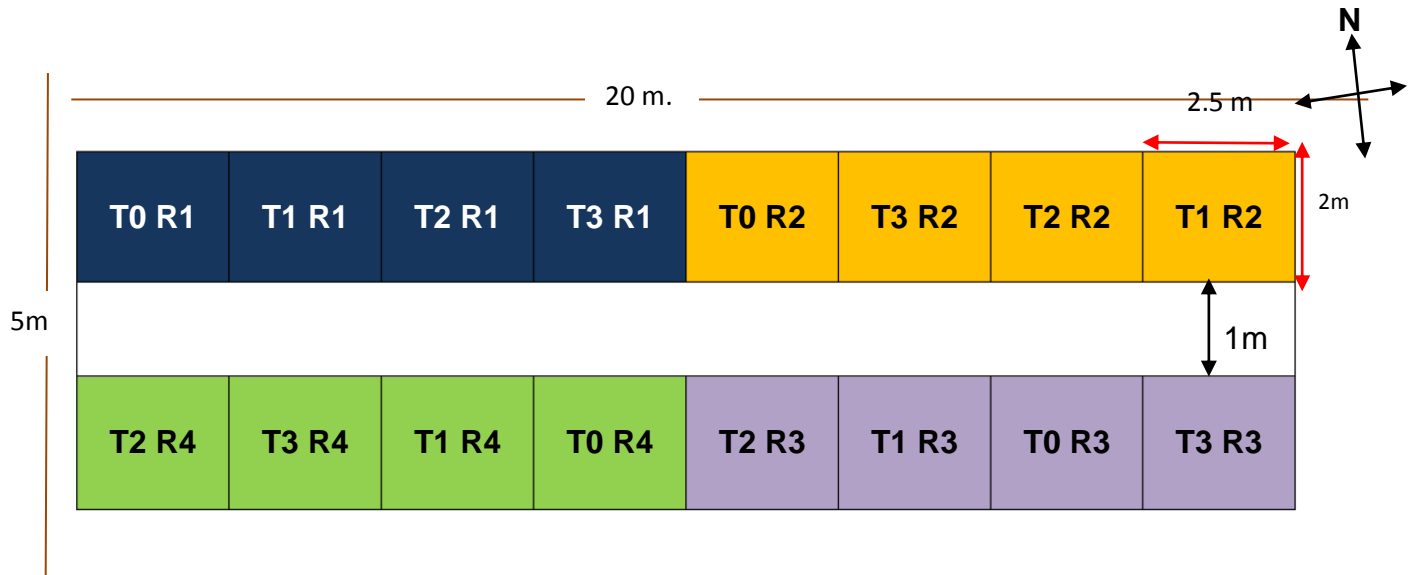 N
20 m.
2.5 m
T0 R1 T1 R1 T2 R1 T3 R1 T0 R2 T3 R2 T2 R2 T1 R2
2m
5m
1m
T2 R4 T3 R4 T1 R4 T0 R4 T2 R3 T1 R3 T0 R3 T3 R3